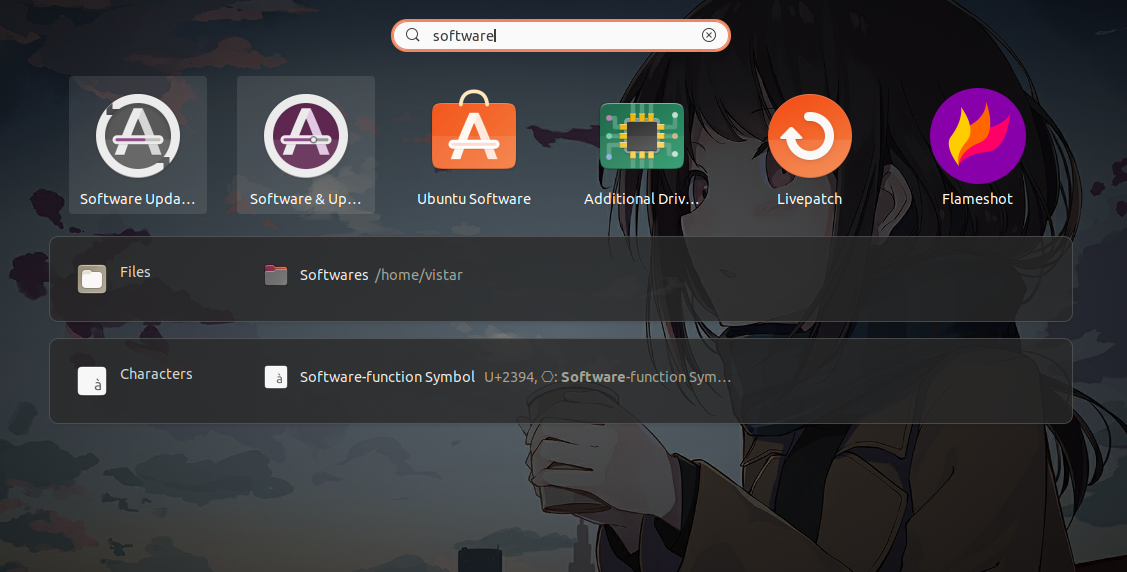 software
Software Upda...
Software & Up...
Ubuntu Software
Additional Driv...
Livepatch
Flameshot
Files
Softwares /home/vistar
Characters
Software-function Symbol U+2394, ⎔: Software-function Sym...